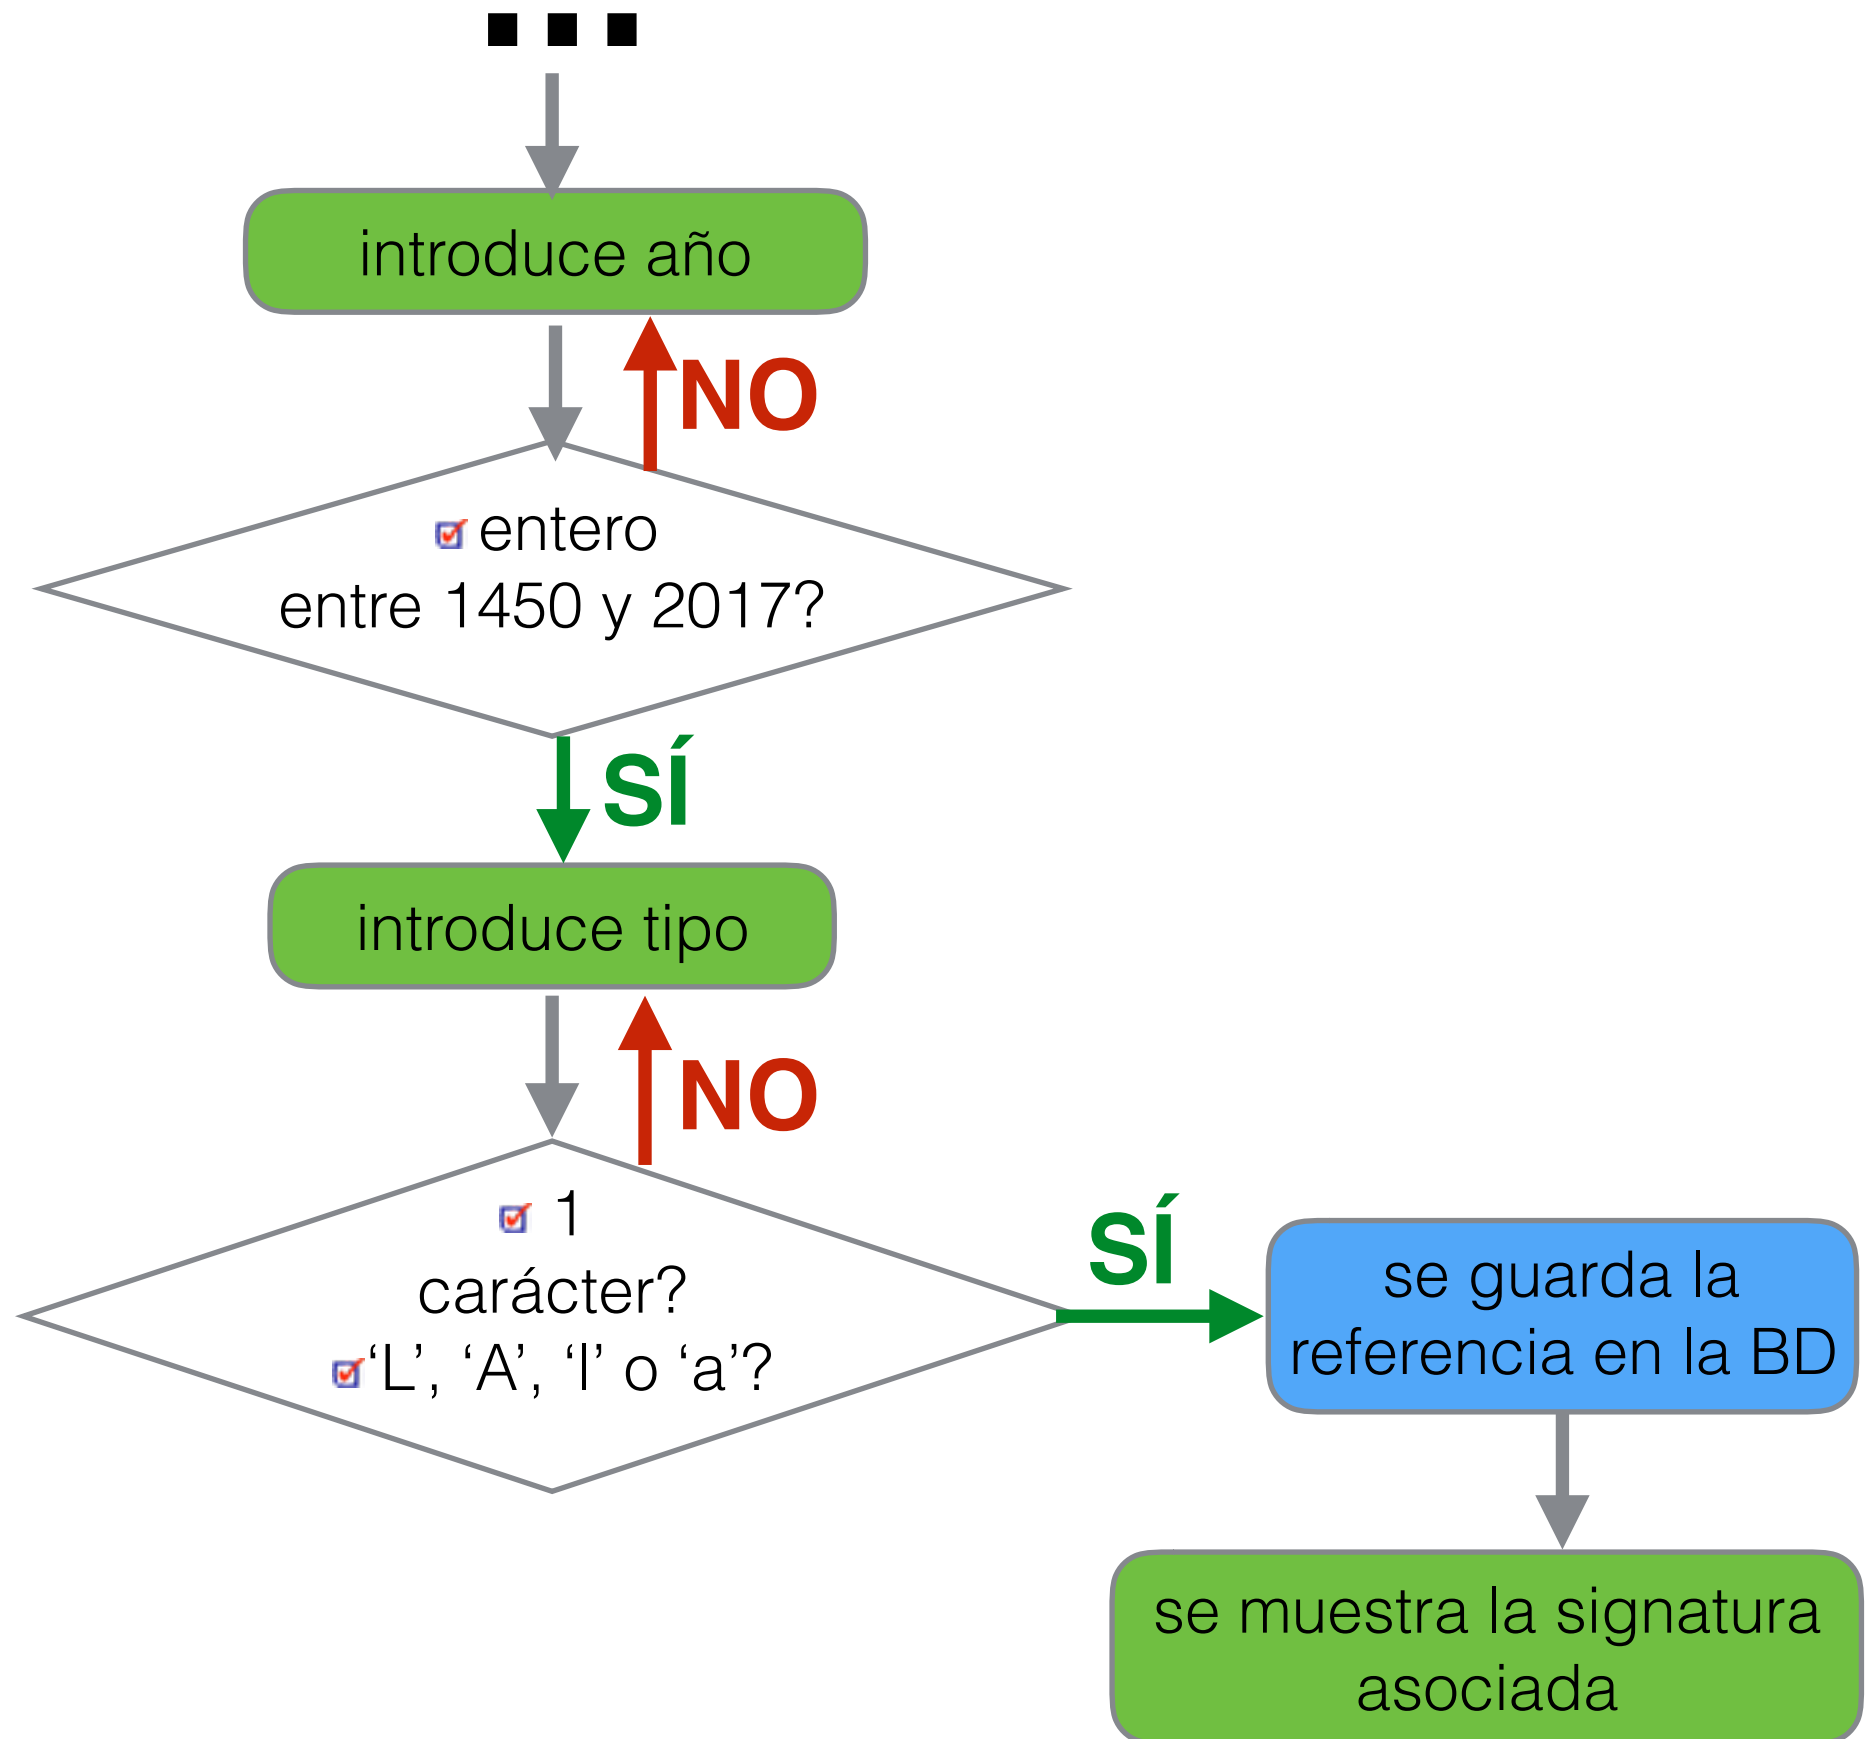 ...
introduce año
NO
entero
entre 1450 y 2017?
SÍ
introduce tipo
NO
1
carácter?
‘L’, ‘A’, ‘l’ o ‘a’?
SÍ
se guarda la
referencia en la BD
se muestra la signatura
asociada